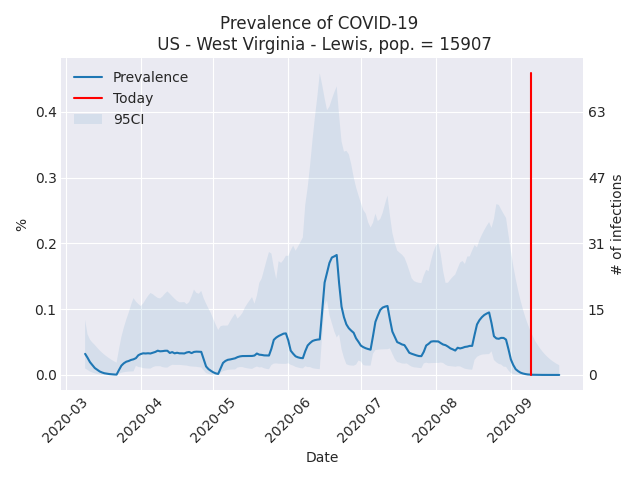 Prevalence of COVID-19
US - West Virginia - Lewis, pop. = 15907
Prevalence
Today
95CI
0.4
0.3
0.2
0.1
0.0
%
63
47
31
15
0
# of infections
2020-03
2020-04
2020-05
2020-06
2020-07
2020-08
2020-09
Date